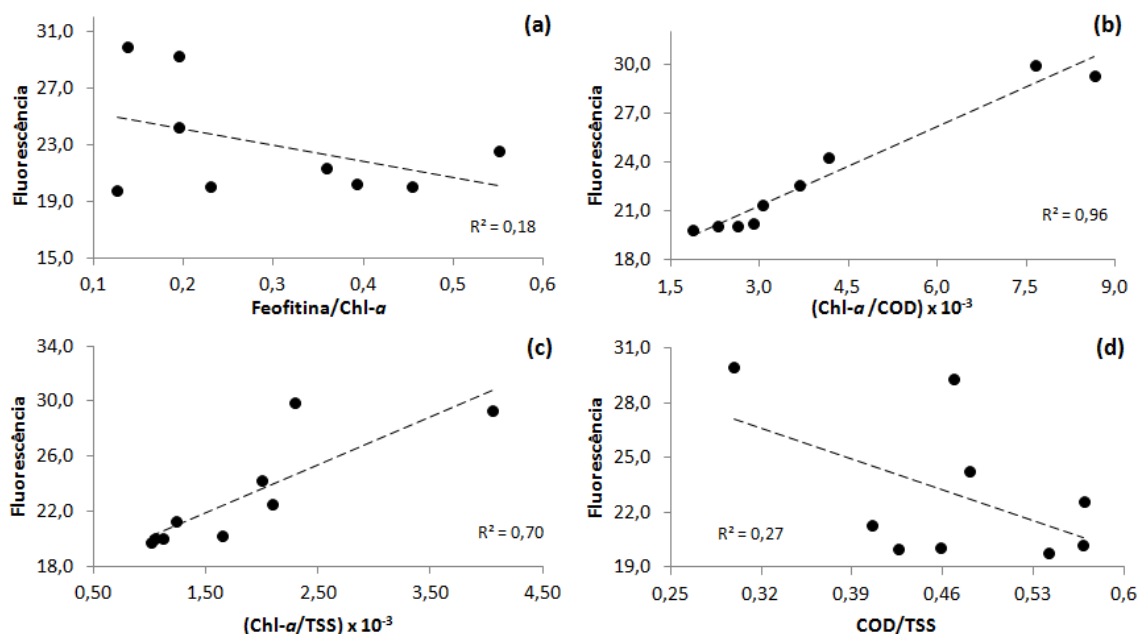 (a)
Fluorescência
31,0
27,0
23,0
19,0
15,0
R² = 0,18
0,1 0,2 0,3 0,4 0,5 0,6
Feofitina/Chl-a
(b)
Fluorescência
30,0
27,0
24,0
21,0
18,0
R² = 0,96
1,5 3,0 4,5 6,0 7,5 9,0
(Chl-a /COD) x 10⁻³
(c)
Fluorescência
34,0
30,0
26,0
22,0
18,0
R² = 0,70
0,50 1,50 2,50 3,50 4,50
(Chl-a/TSS) x 10⁻³
(d)
Fluorescência
31,0
28,0
25,0
22,0
19,0
R² = 0,27
0,25 0,32 0,39 0,46 0,53 0,6
COD/TSS